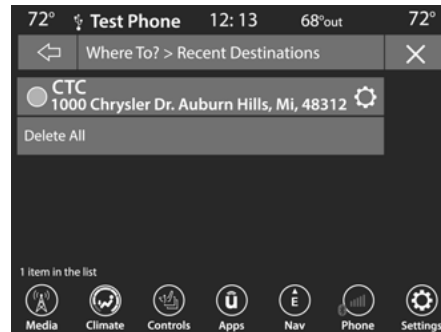 72° Test Phone 12:13 68°out 72°
Where To? > Recent Destinations
CTC
1000 Chrysler Dr. Auburn Hills, Mi, 48312
Delete All
1 item in the list
û E
Media Climate Controls Apps Nav Phone Settings